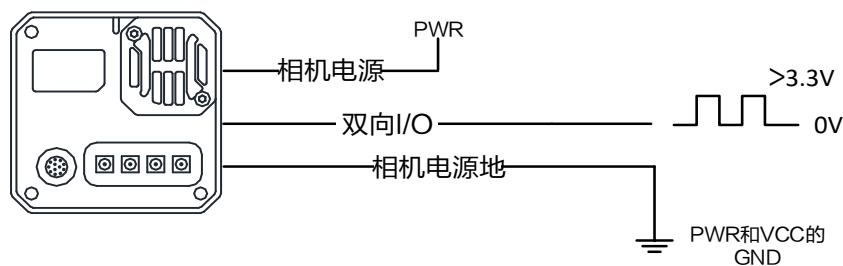 PWR
相机电源
>3.3V
双向I/O
0V
相机电源地
PWR和VCC的
GND